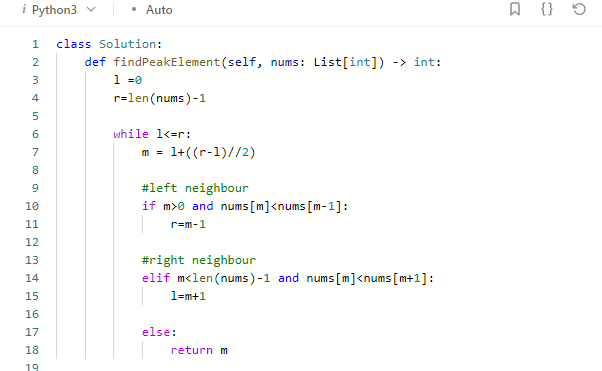 i Python3 Auto {}
1 class Solution:
2     def findPeakElement(self, nums: List[int]) -> int:
3         l =0
4         r=len(nums)-1
5
6         while l<=r:
7             m = l+((r-l)//2)
8
9             #left neighbour
10             if m>0 and nums[m]<nums[m-1]:
11                 r=m-1
12
13             #right neighbour
14             elif m<len(nums)-1 and nums[m]<nums[m+1]:
15                 l=m+1
16
17             else:
18                 return m
19